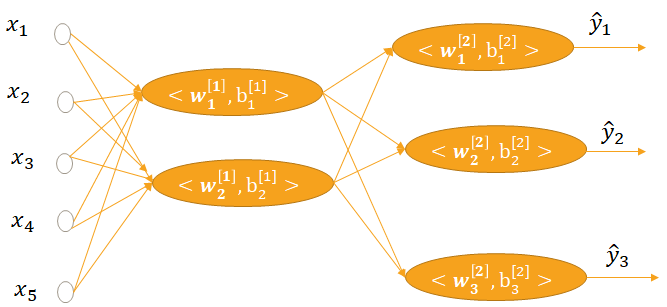 x₁
x₂
x₃
x₄
x₅
< w₁^[1], b₁^[1] >
< w₂^[1], b₂^[1] >
< w₁^[2], b₁^[2] >
< w₂^[2], b₂^[2] >
< w₃^[2], b₃^[2] >
ŷ₁
ŷ₂
ŷ₃